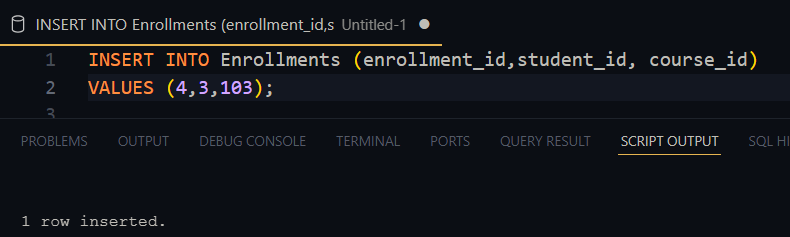 INSERT INTO Enrollments (enrollment_id,s Untitled-1
1 INSERT INTO Enrollments (enrollment_id,student_id, course_id)
2 VALUES (4,3,103);
3
PROBLEMS OUTPUT DEBUG CONSOLE TERMINAL PORTS QUERY RESULT SCRIPT OUTPUT SQL HI
1 row inserted.